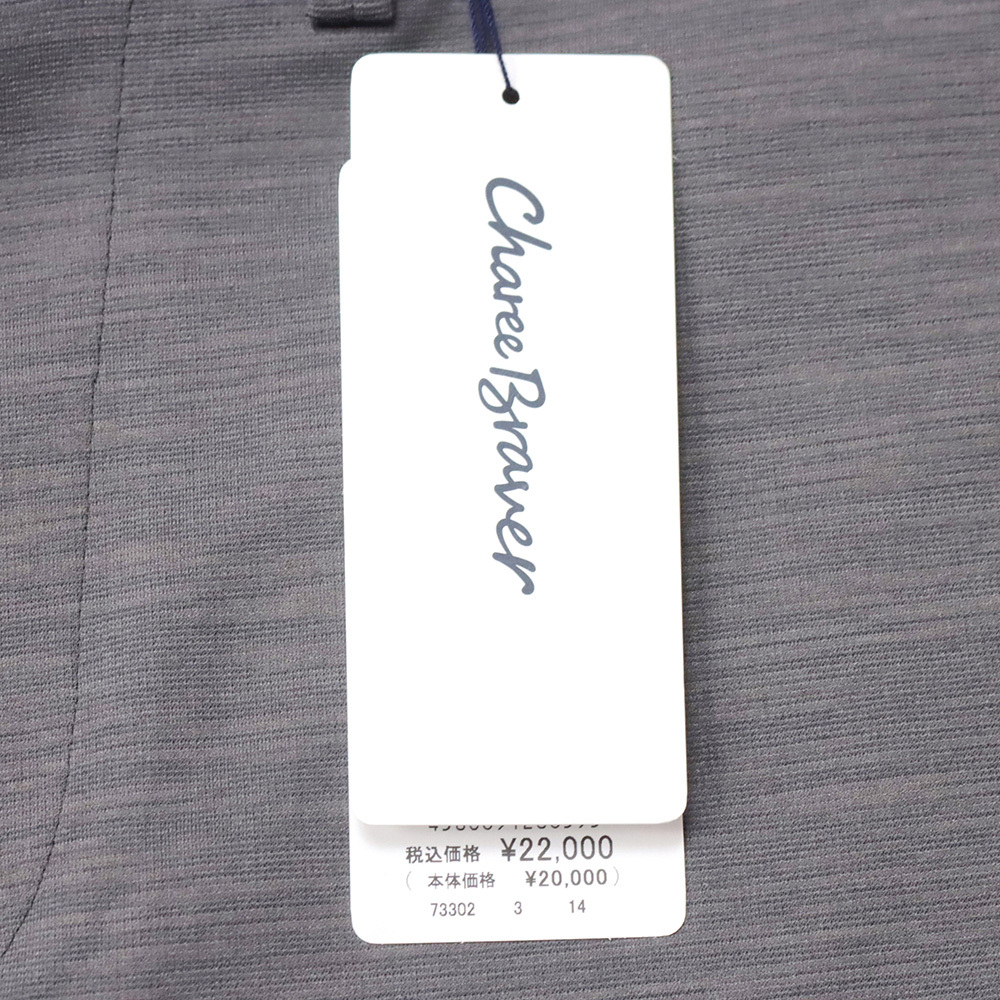 Charee Braver
税込価格 ¥22,000
( 本体価格 ¥20,000 )
73302 3 14